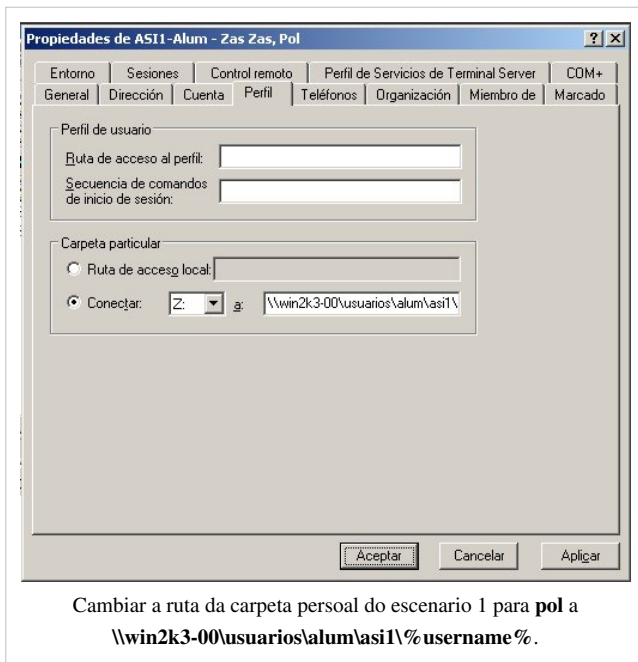 Propiedades de ASI1-Alum - Zas Zas, Pol
Entorno Sesiones Control remoto Perfil de Servicios de Terminal Server COM+
General Dirección Cuenta Perfil Teléfonos Organización Miembro de Marcado
Perfil de usuario
Ruta de acceso al perfil:
Secuencia de comandos
de inicio de sesión:
Carpeta particular
Ruta de acceso local:
Conectar: Z: a: \\win2k3-00\usuarios\alum\asi1\
Aceptar Cancelar Aplicar
Cambiar a ruta da carpeta persoal do escenario 1 para pol a
\\win2k3-00\usuarios\alum\asi1\%username%.